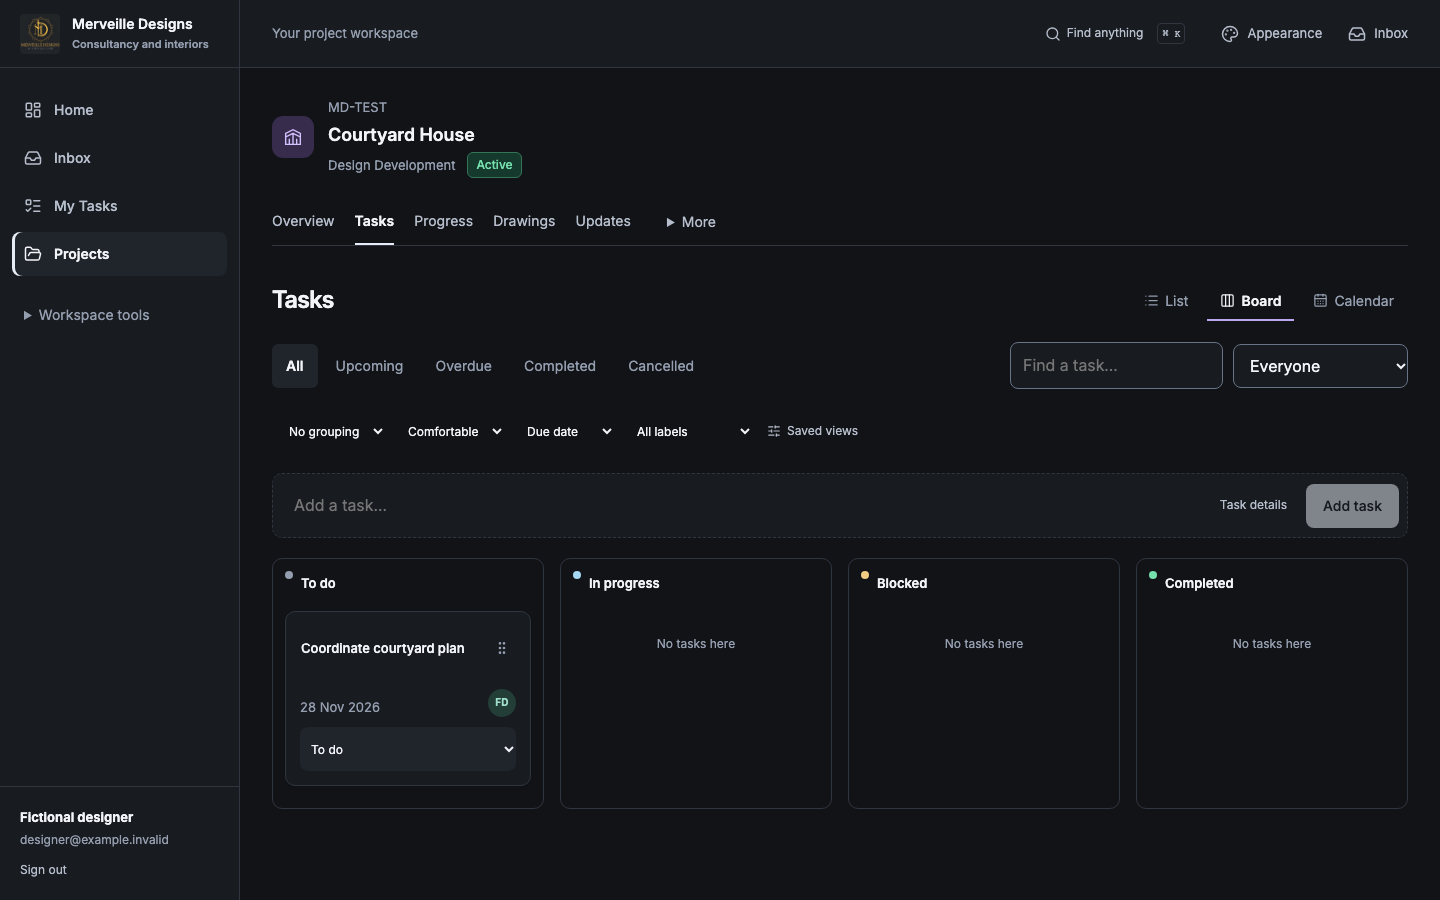 Merveille Designs
Consultancy and interiors
Your project workspace
Find anything
⌘ K
Appearance
Inbox
Home
Inbox
My Tasks
Projects
Workspace tools
MD-TEST
Courtyard House
Design Development
Active
Overview
Tasks
Progress
Drawings
Updates
More
Tasks
List
Board
Calendar
All
Upcoming
Overdue
Completed
Cancelled
Find a task...
Everyone
No grouping
Comfortable
Due date
All labels
Saved views
Add a task...
Task details
Add task
To do
Coordinate courtyard plan
28 Nov 2026
FD
To do
In progress
No tasks here
Blocked
No tasks here
Completed
No tasks here
Fictional designer
designer@example.invalid
Sign out